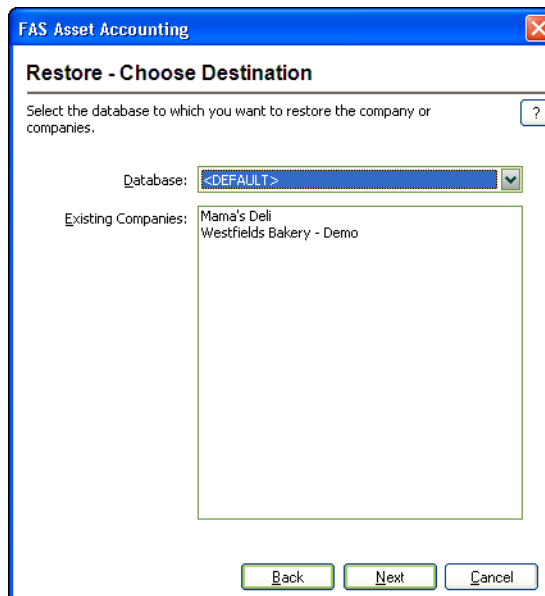 FAS Asset Accounting
Restore - Choose Destination
Select the database to which you want to restore the company or
companies.
?
Database: <DEFAULT>
Existing Companies:
Mama's Deli
Westfields Bakery - Demo
Back Next Cancel